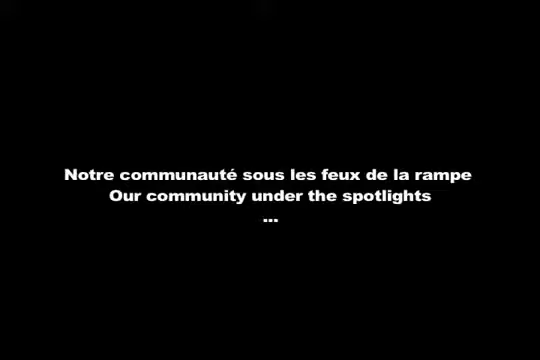 Notre communauté sous les feux de la rampe
Our community under the spotlights
...